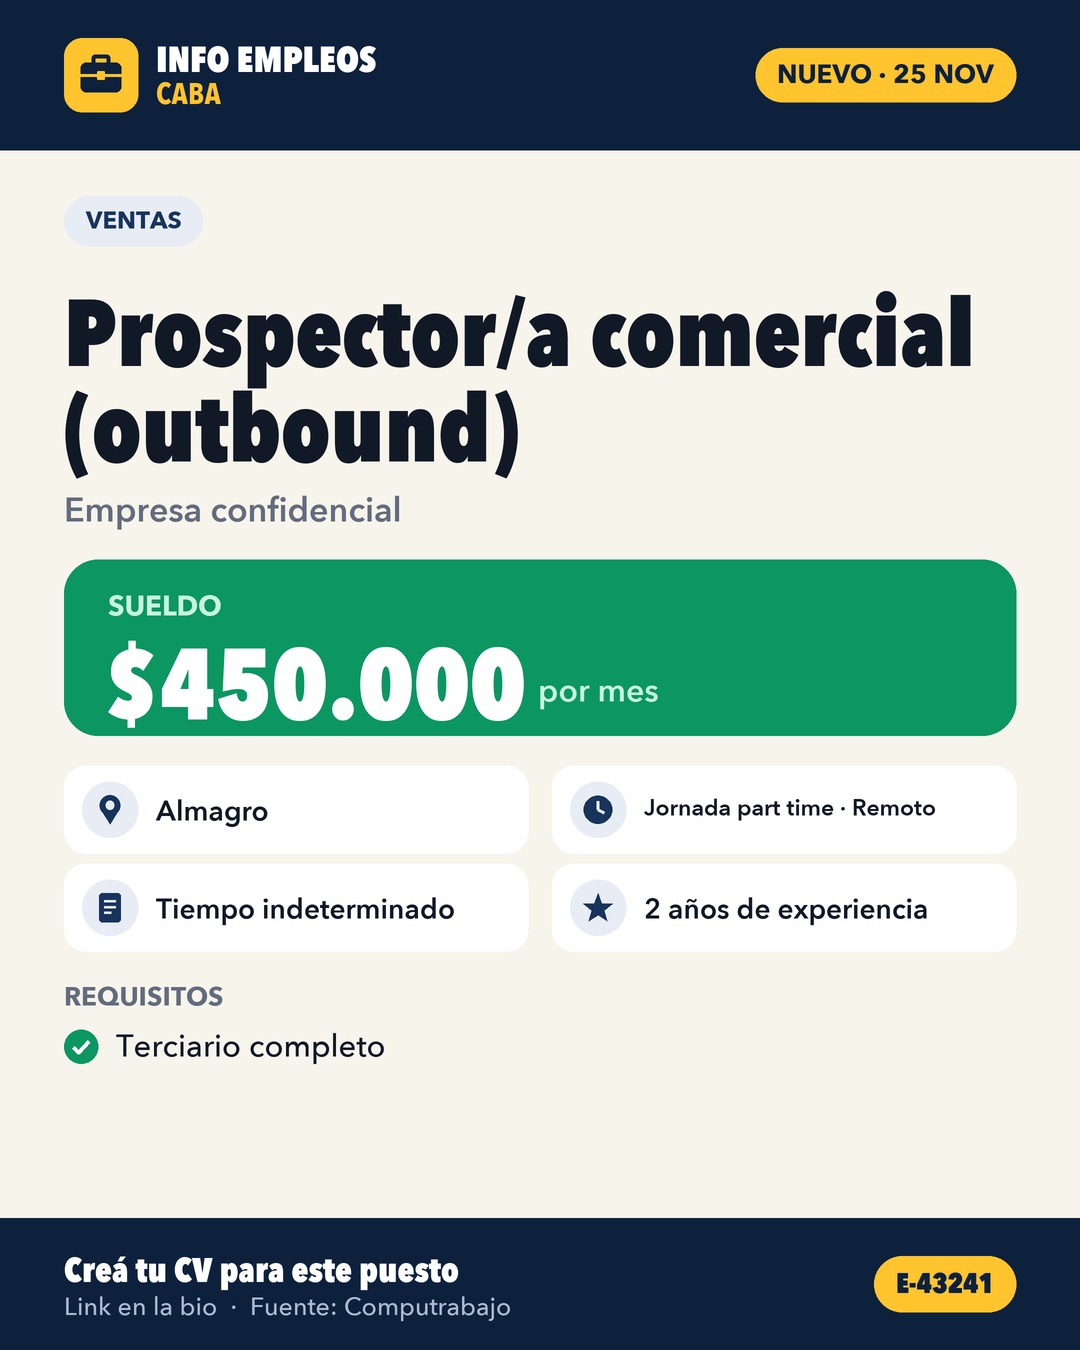 INFO EMPLEOS
CABA
NUEVO · 25 NOV
VENTAS
Prospector/a comercial
(outbound)
Empresa confidencial
SUELDO
$450.000 por mes
Almagro
Jornada part time · Remoto
Tiempo indeterminado
2 años de experiencia
REQUISITOS
Terciario completo
Creá tu CV para este puesto
Link en la bio · Fuente: Computrabajo
E-43241